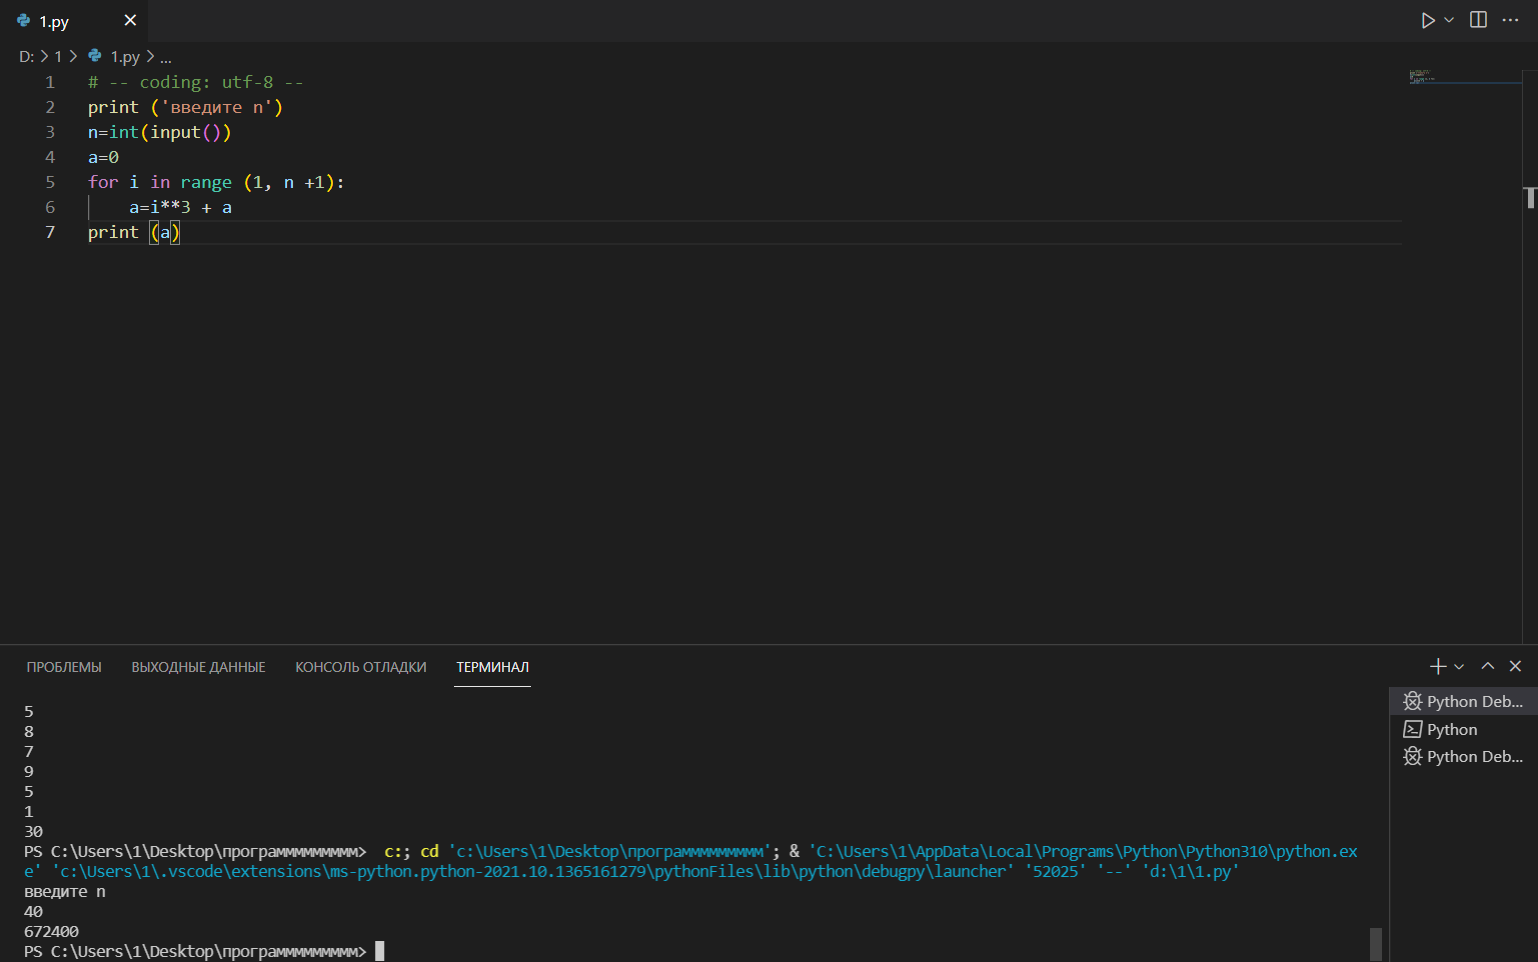 1.py
D: > 1 > 1.py > ...
1 # -- coding: utf-8 --
2 print ('введите n')
3 n=int(input())
4 a=0
5 for i in range (1, n +1):
6     a=i**3 + a
7 print (a)
ПРОБЛЕМЫ ВЫХОДНЫЕ ДАННЫЕ КОНСОЛЬ ОТЛАДКИ ТЕРМИНАЛ
5
8
7
9
5
1
30
PS C:\Users\1\Desktop\программммммммм>  c:; cd 'c:\Users\1\Desktop\программммммммм'; & 'C:\Users\1\AppData\Local\Programs\Python\Python310\python.ex
e' 'c:\Users\1\.vscode\extensions\ms-python.python-2021.10.1365161279\pythonFiles\lib\python\debugpy\launcher' '52025' '--' 'd:\1\1.py'
введите n
40
672400
PS C:\Users\1\Desktop\программммммммм>
Python Deb...
Python
Python Deb...